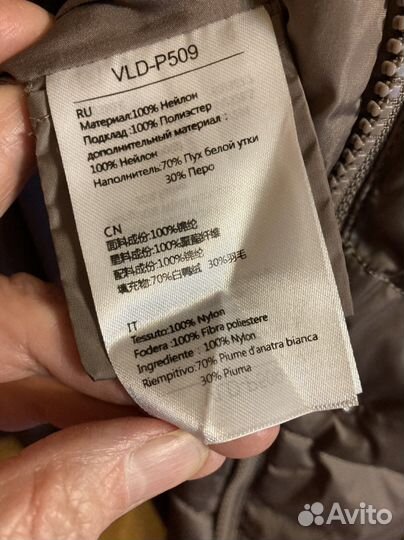 VLD-P509
RU
Материал:100% Нейлон
Подклад :100% Полиэстер
дополнительный материал :
100% Нейлон
Наполнитель:70% Пух белой утки
30% Перо
CN
面料成份:100%锦纶
里料成份:100%聚酯纤维
配料成份:100%锦纶
填充物:70%白鸭绒 30%羽毛
IT
Tessuto:100% Nylon
Fodera :100% Fibra poliestere
Ingrediente : 100% Nylon
Riempitivo:70% Piume d'anatra bianca
30% Piuma
Avito